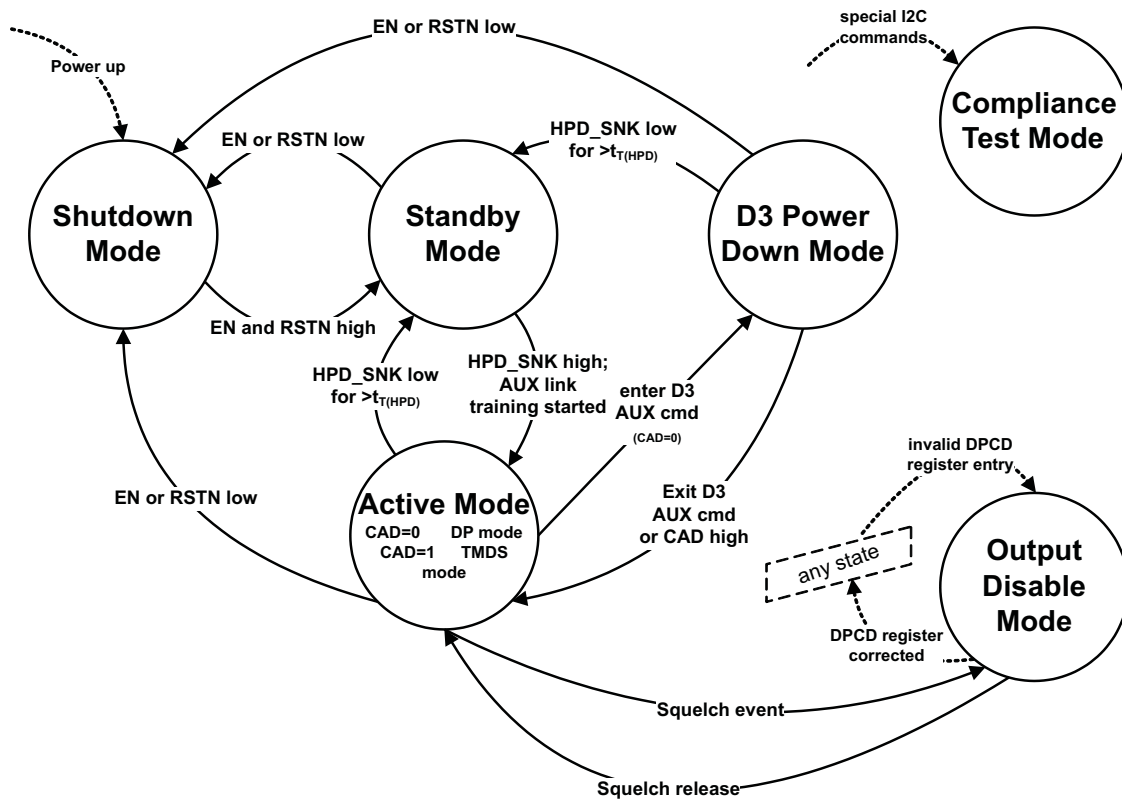 special I2C
commands
EN or RSTN low
Power up
Compliance
Test Mode
HPD_SNK low
for >tT(HPD)
EN or RSTN low
Shutdown
Mode
Standby
Mode
D3 Power
Down Mode
EN and RSTN high
HPD_SNK low
for >tT(HPD)
HPD_SNK high;
AUX link
training started
enter D3
AUX cmd
(CAD=0)
invalid DPCD
register entry
EN or RSTN low
Active Mode
CAD=0 DP mode
CAD=1 TMDS
mode
Exit D3
AUX cmd
or CAD high
any state
Output
Disable
Mode
DPCD register
corrected
Squelch event
Squelch release